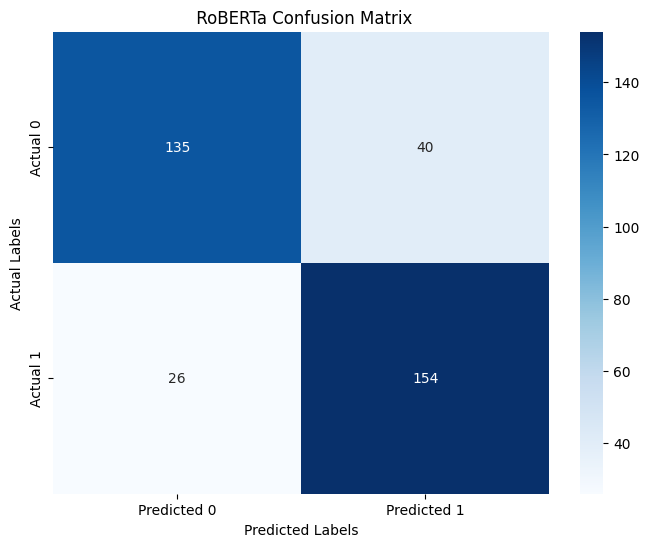 RoBERTa Confusion Matrix
Actual Labels
Actual 0
135
40
Actual 1
26
154
Predicted 0
Predicted 1
Predicted Labels
140
120
100
80
60
40